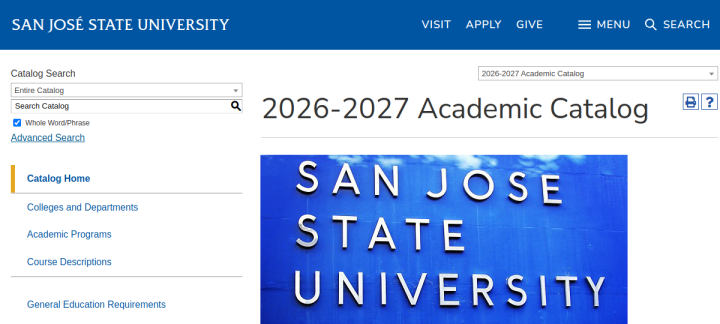 SAN JOSÉ STATE UNIVERSITY
VISIT APPLY GIVE MENU SEARCH
Catalog Search
Entire Catalog
Search Catalog
Whole Word/Phrase
Advanced Search
Catalog Home
Colleges and Departments
Academic Programs
Course Descriptions
General Education Requirements
2026-2027 Academic Catalog
2026-2027 Academic Catalog
?
SAN JOSE
STATE
UNIVERSITY